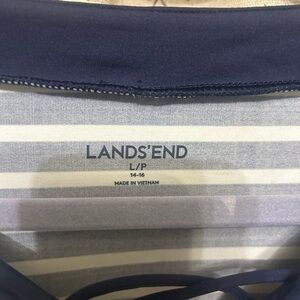 LANDS'END
L/P
14-16
MADE IN VIETNAM